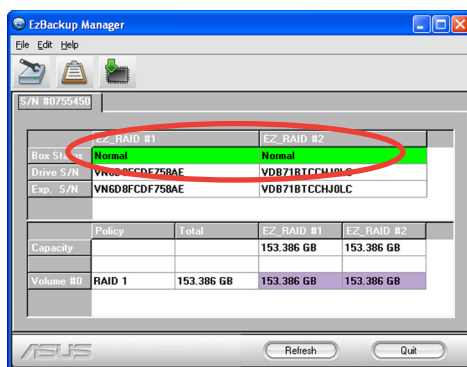 EzBackup Manager
File Edit Help
S/N #0755450
EZ_RAID #1 EZ_RAID #2
Box Status Normal Normal
Drive S/N VN6D8FCDF758AE VDB71BTCCHJ0LC
Exp. S/N VN6D8FCDF758AE VDB71BTCCHJ0LC
Policy Total EZ_RAID #1 EZ_RAID #2
Capacity 153.386 GB 153.386 GB
Volume #0 RAID 1 153.386 GB 153.386 GB 153.386 GB
ASUS Refresh Quit